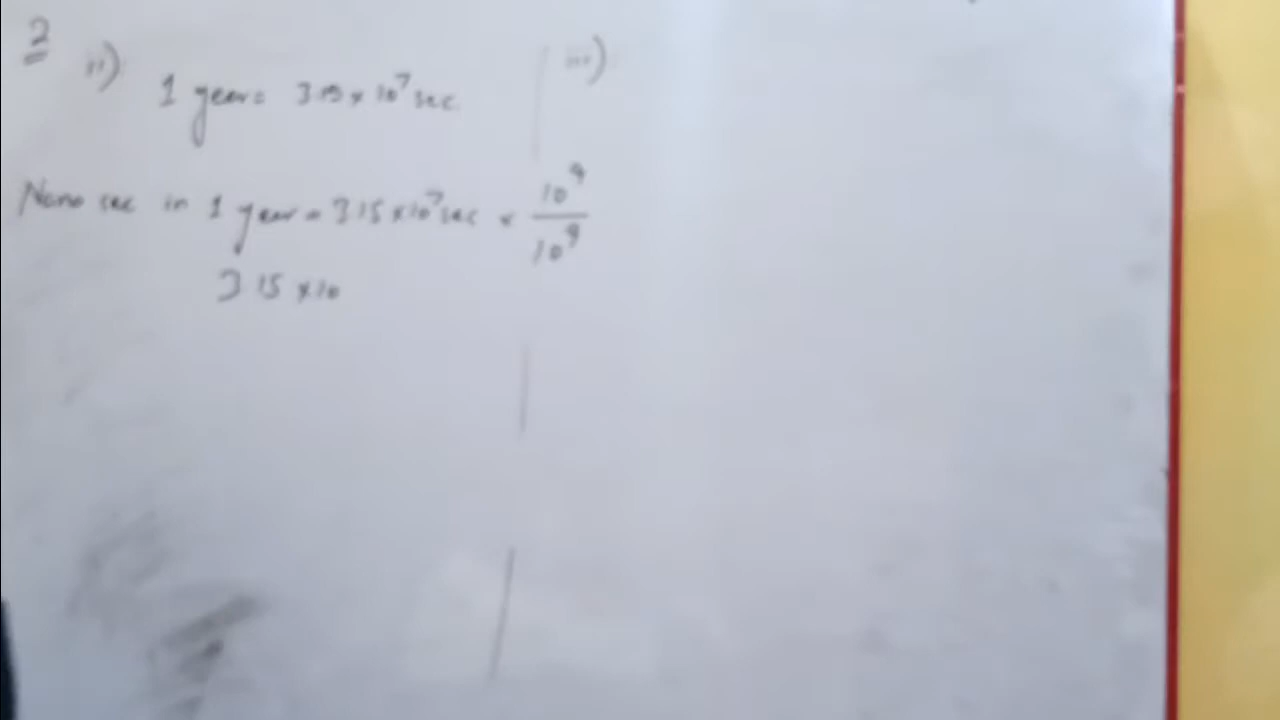 2
ii)
1 year = 3.15 × 10⁷ sec
iii)
Nano sec in 1 year = 3.15 × 10⁷ sec × 10⁹/10⁹
3.15 × 10